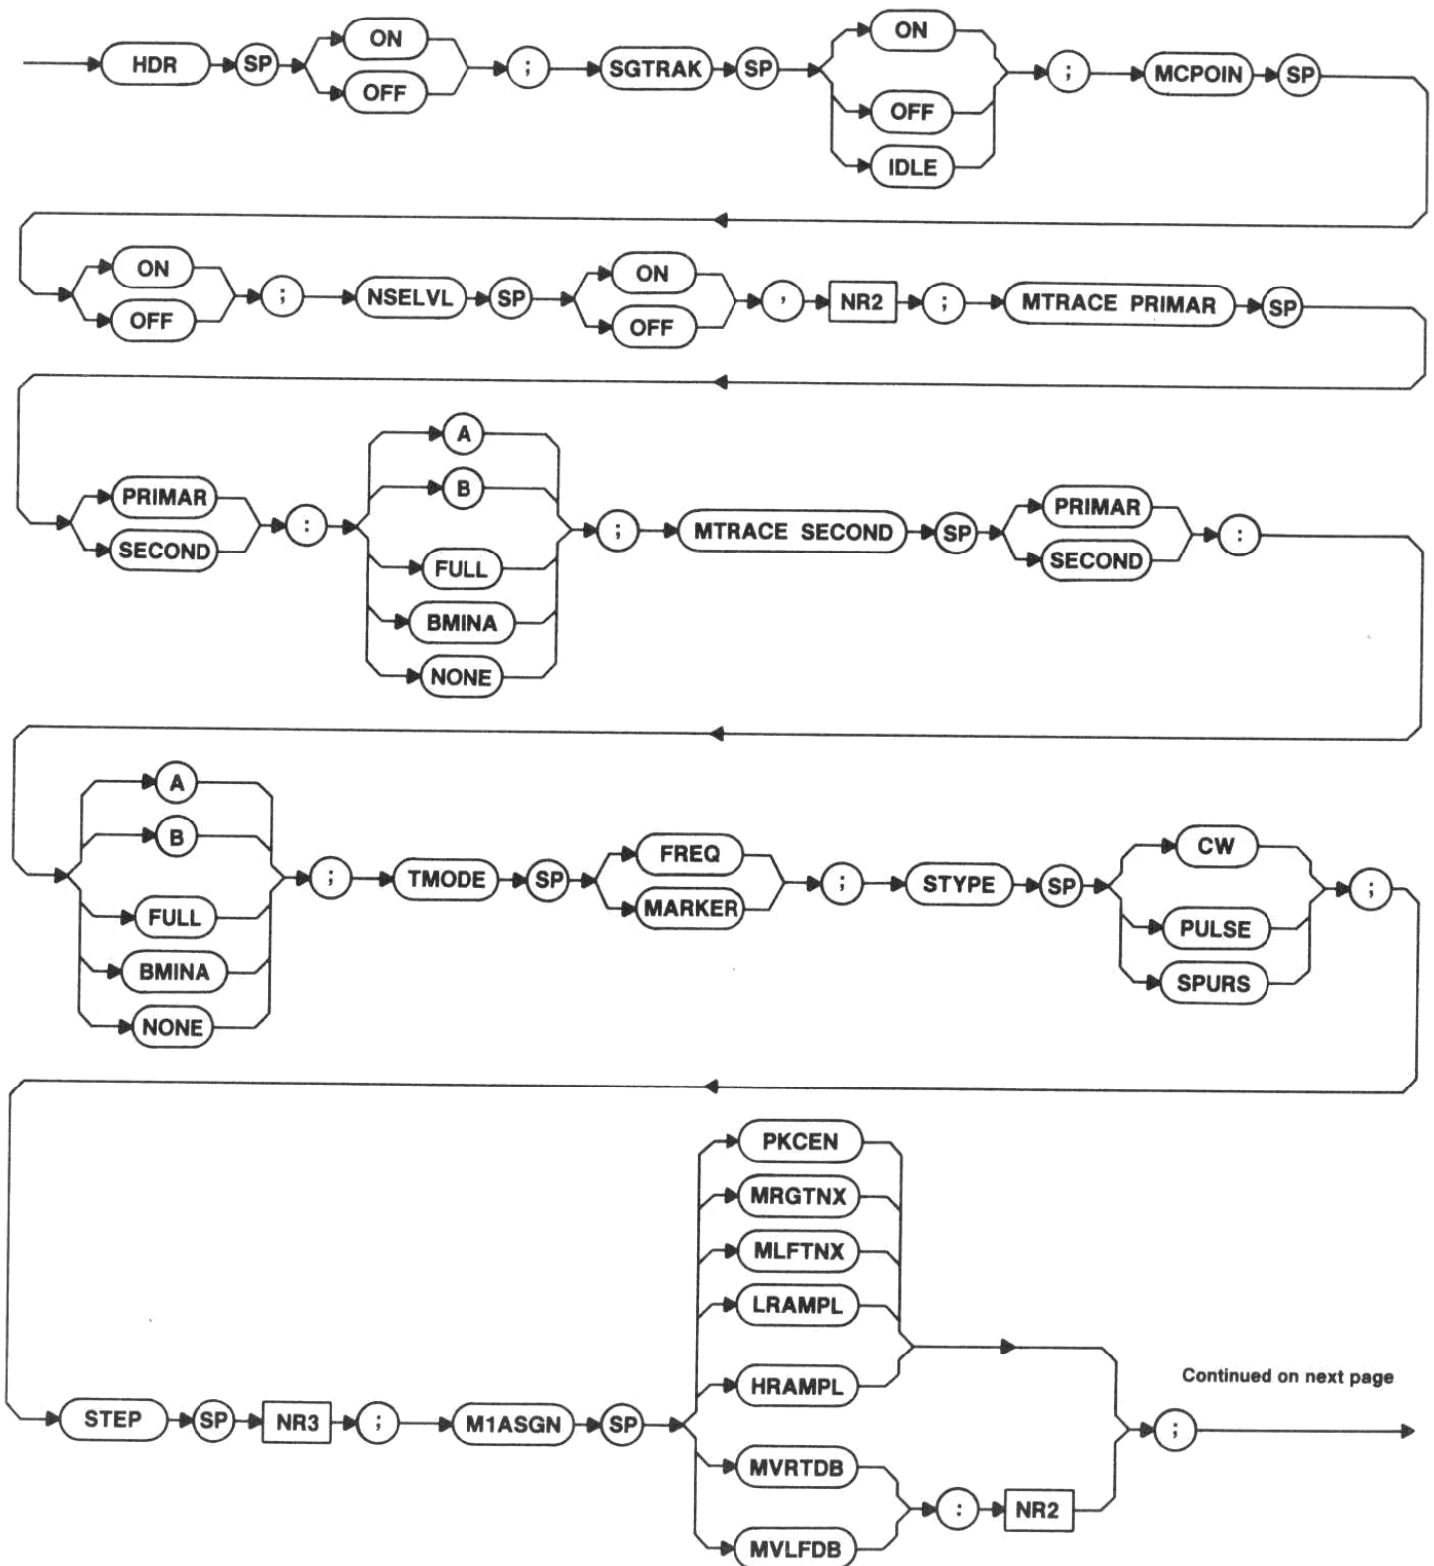 HDR SP ON OFF ; SGTRAK SP ON OFF IDLE ; MCPOIN SP
ON OFF ; NSELVL SP ON OFF , NR2 ; MTRACE PRIMAR SP
PRIMAR SECOND : A B FULL BMINA NONE ; MTRACE SECOND SP PRIMAR SECOND :
A B FULL BMINA NONE ; TMODE SP FREQ MARKER ; STYPE SP CW PULSE SPURS ;
STEP SP NR3 ; M1ASGN SP PKCEN MRGTNX MLFTNX LRAMPL HRAMPL MVRTDB MVLFDB : NR2 ;
Continued on next page